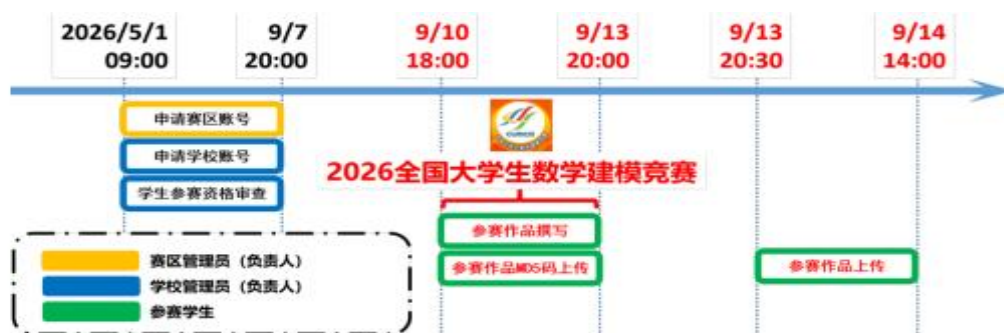 2026/5/1 09:00
9/7 20:00
9/10 18:00
9/13 20:00
9/13 20:30
9/14 14:00
申请赛区账号
申请学校账号
学生参赛资格审查
2026全国大学生数学建模竞赛
参赛作品撰写
参赛作品MD5码上传
参赛作品上传
赛区管理员（负责人）
学校管理员（负责人）
参赛学生